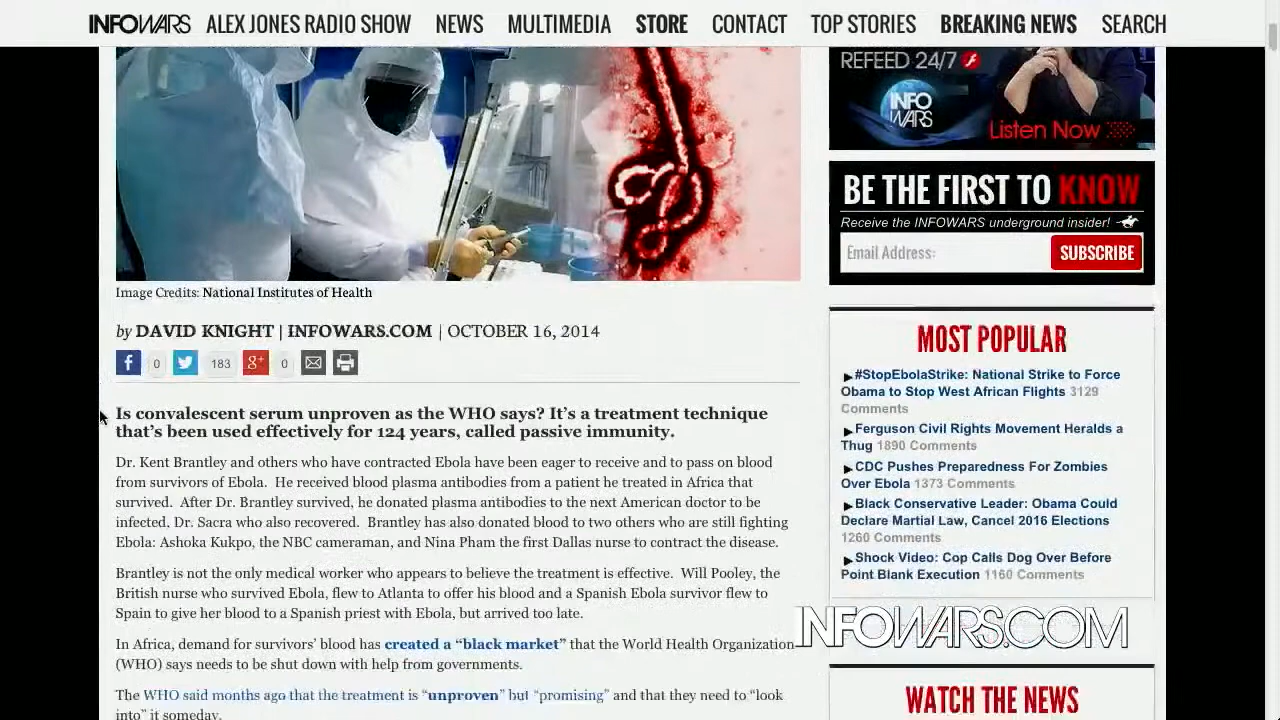 INFOWARS ALEX JONES RADIO SHOW NEWS MULTIMEDIA STORE CONTACT TOP STORIES BREAKING NEWS SEARCH
REFEED 24/7
INFO
WARS
Listen Now
BE THE FIRST TO KNOW
Receive the INFOWARS underground insider!
Email Address:
SUBSCRIBE
Image Credits: National Institutes of Health
by DAVID KNIGHT | INFOWARS.COM | OCTOBER 16, 2014
0 183 0
Is convalescent serum unproven as the WHO says? It's a treatment technique
that's been used effectively for 124 years, called passive immunity.
Dr. Kent Brantley and others who have contracted Ebola have been eager to receive and to pass on blood
from survivors of Ebola. He received blood plasma antibodies from a patient he treated in Africa that
survived. After Dr. Brantley survived, he donated plasma antibodies to the next American doctor to be
infected, Dr. Sacra who also recovered. Brantley has also donated blood to two others who are still fighting
Ebola: Ashoka Kukpo, the NBC cameraman, and Nina Pham the first Dallas nurse to contract the disease.
Brantley is not the only medical worker who appears to believe the treatment is effective. Will Pooley, the
British nurse who survived Ebola, flew to Atlanta to offer his blood and a Spanish Ebola survivor flew to
Spain to give her blood to a Spanish priest with Ebola, but arrived too late.
In Africa, demand for survivors' blood has created a "black market" that the World Health Organization
(WHO) says needs to be shut down with help from governments.
The WHO said months ago that the treatment is "unproven" but "promising" and that they need to "look
into" it someday.
MOST POPULAR
#StopEbolaStrike: National Strike to Force
Obama to Stop West African Flights 3129
Comments
Ferguson Civil Rights Movement Heralds a
Thug 1890 Comments
CDC Pushes Preparedness For Zombies
Over Ebola 1373 Comments
Black Conservative Leader: Obama Could
Declare Martial Law, Cancel 2016 Elections
1260 Comments
Shock Video: Cop Calls Dog Over Before
Point Blank Execution 1160 Comments
INFOWARS.COM
WATCH THE NEWS